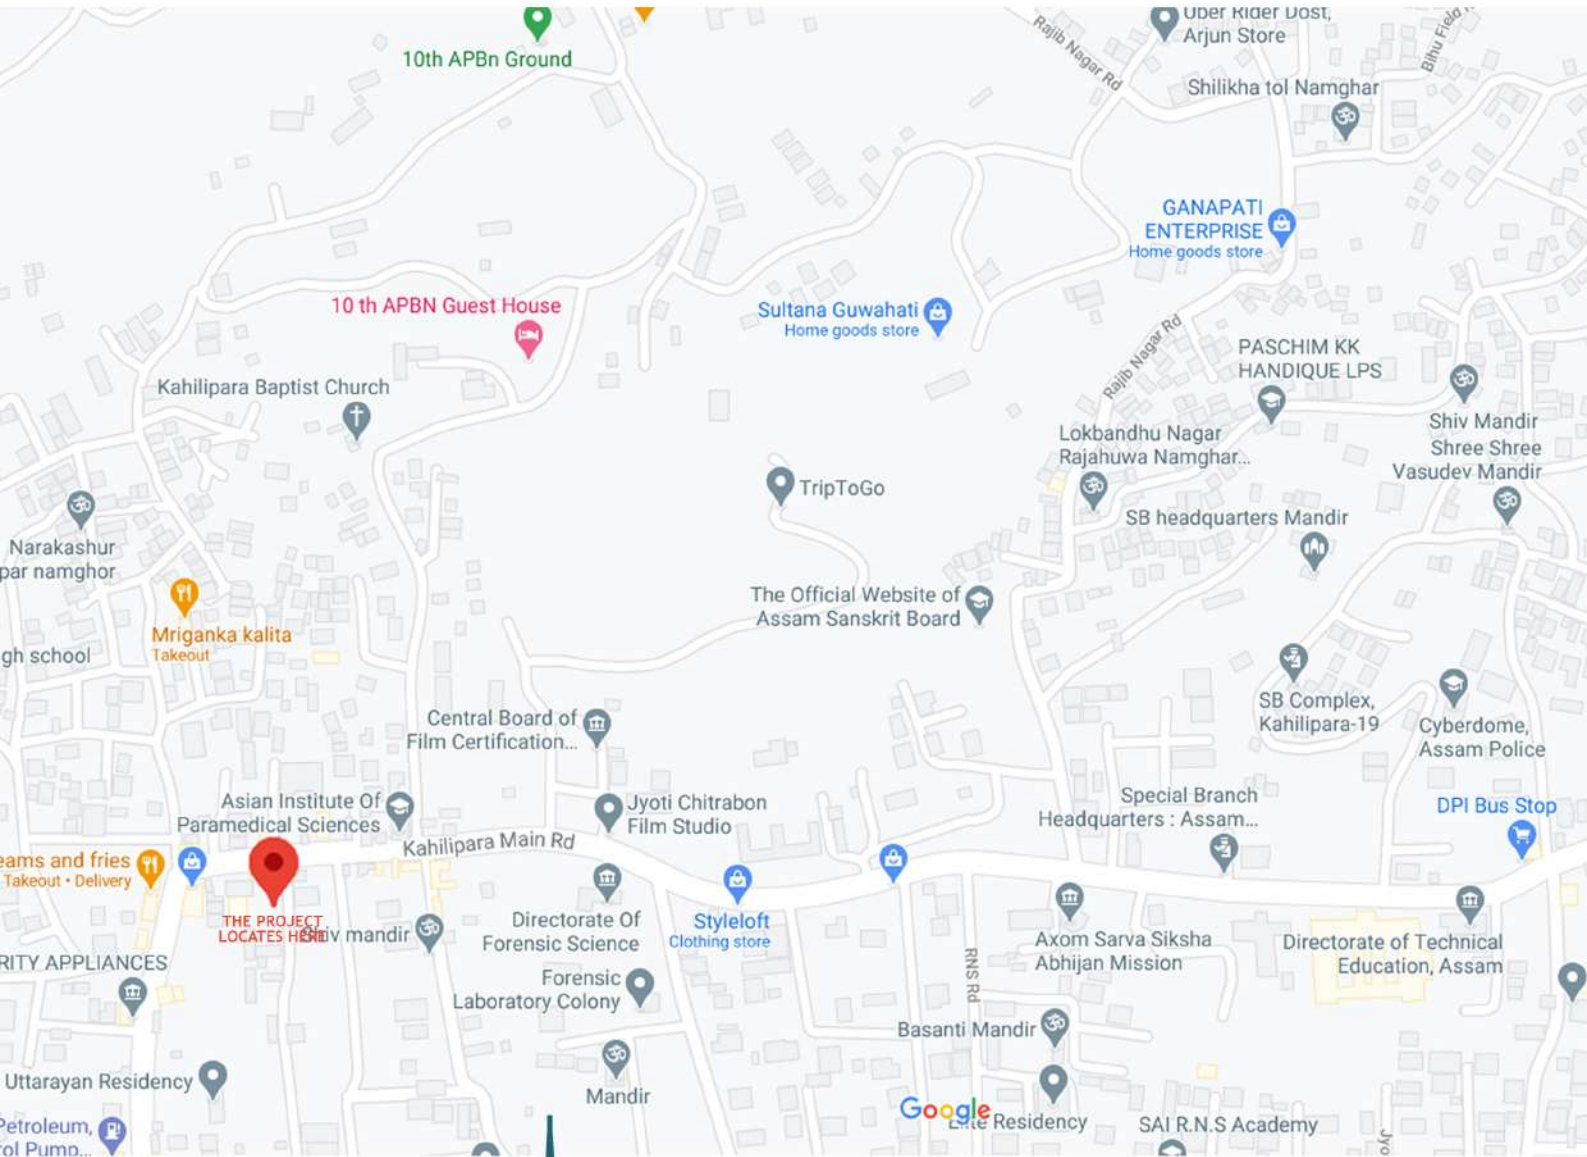 Uber Rider Dost,
Arjun Store
10th APBn Ground
Rajib Nagar Rd
Bihu Field
Shilikha tol Namghar
GANAPATI
ENTERPRISE
Home goods store
10 th APBN Guest House
Sultana Guwahati
Home goods store
Rajib Nagar Rd
PASCHIM KK
HANDIQUE LPS
Kahilipara Baptist Church
Shiv Mandir
Lokbandhu Nagar
Rajahuwa Namghar...
Shree Shree
Vasudev Mandir
TripToGo
SB headquarters Mandir
Narakashur
par namghor
The Official Website of
Assam Sanskrit Board
Mriganka kalita
Takeout
gh school
SB Complex,
Kahilipara-19
Central Board of
Film Certification...
Cyberdome,
Assam Police
Asian Institute Of
Paramedical Sciences
Jyoti Chitrabon
Film Studio
Special Branch
Headquarters : Assam...
DPI Bus Stop
Kahilipara Main Rd
eams and fries
Takeout • Delivery
THE PROJECT
LOCATES HERE
Shiv mandir
Directorate Of
Forensic Science
Styleloft
Clothing store
Axom Sarva Siksha
Abhijan Mission
Directorate of Technical
Education, Assam
RITY APPLIANCES
Forensic
Laboratory Colony
RNS Rd
Basanti Mandir
Uttarayan Residency
Mandir
Google
Elite Residency
SAI R.N.S Academy
Petroleum,
ol Pump...
Jyo